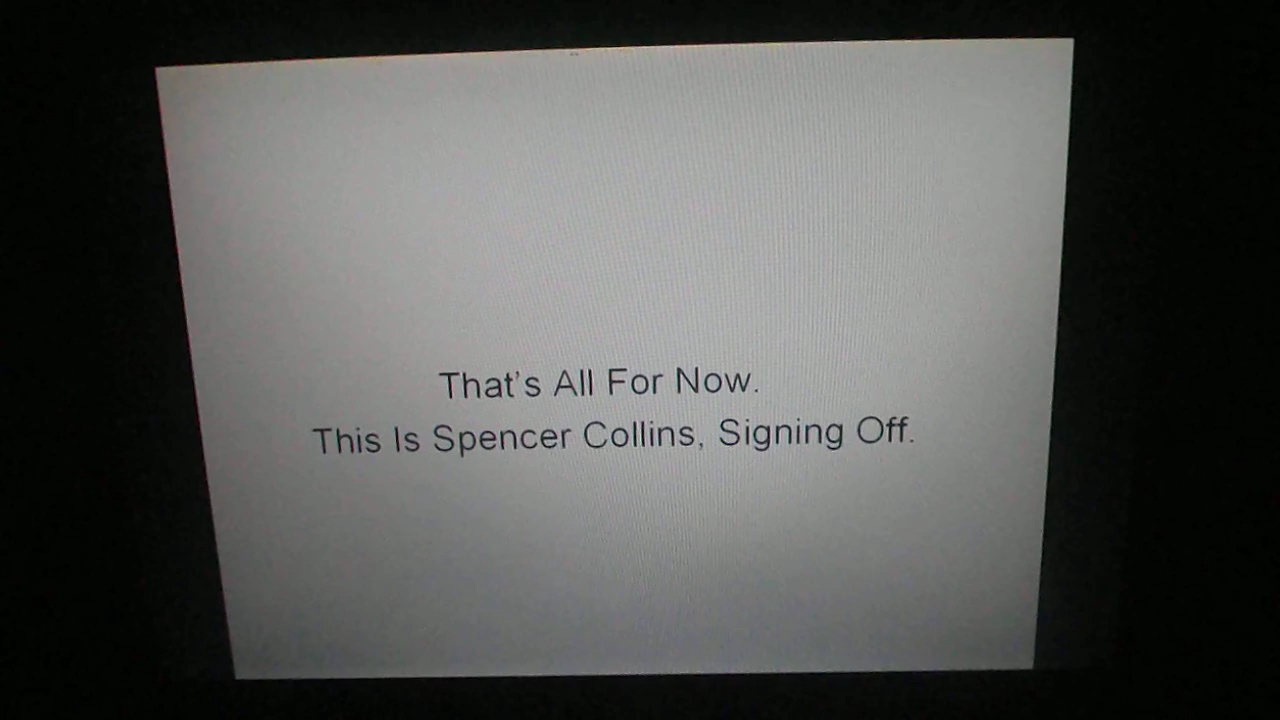 That's All For Now.
This Is Spencer Collins, Signing Off.